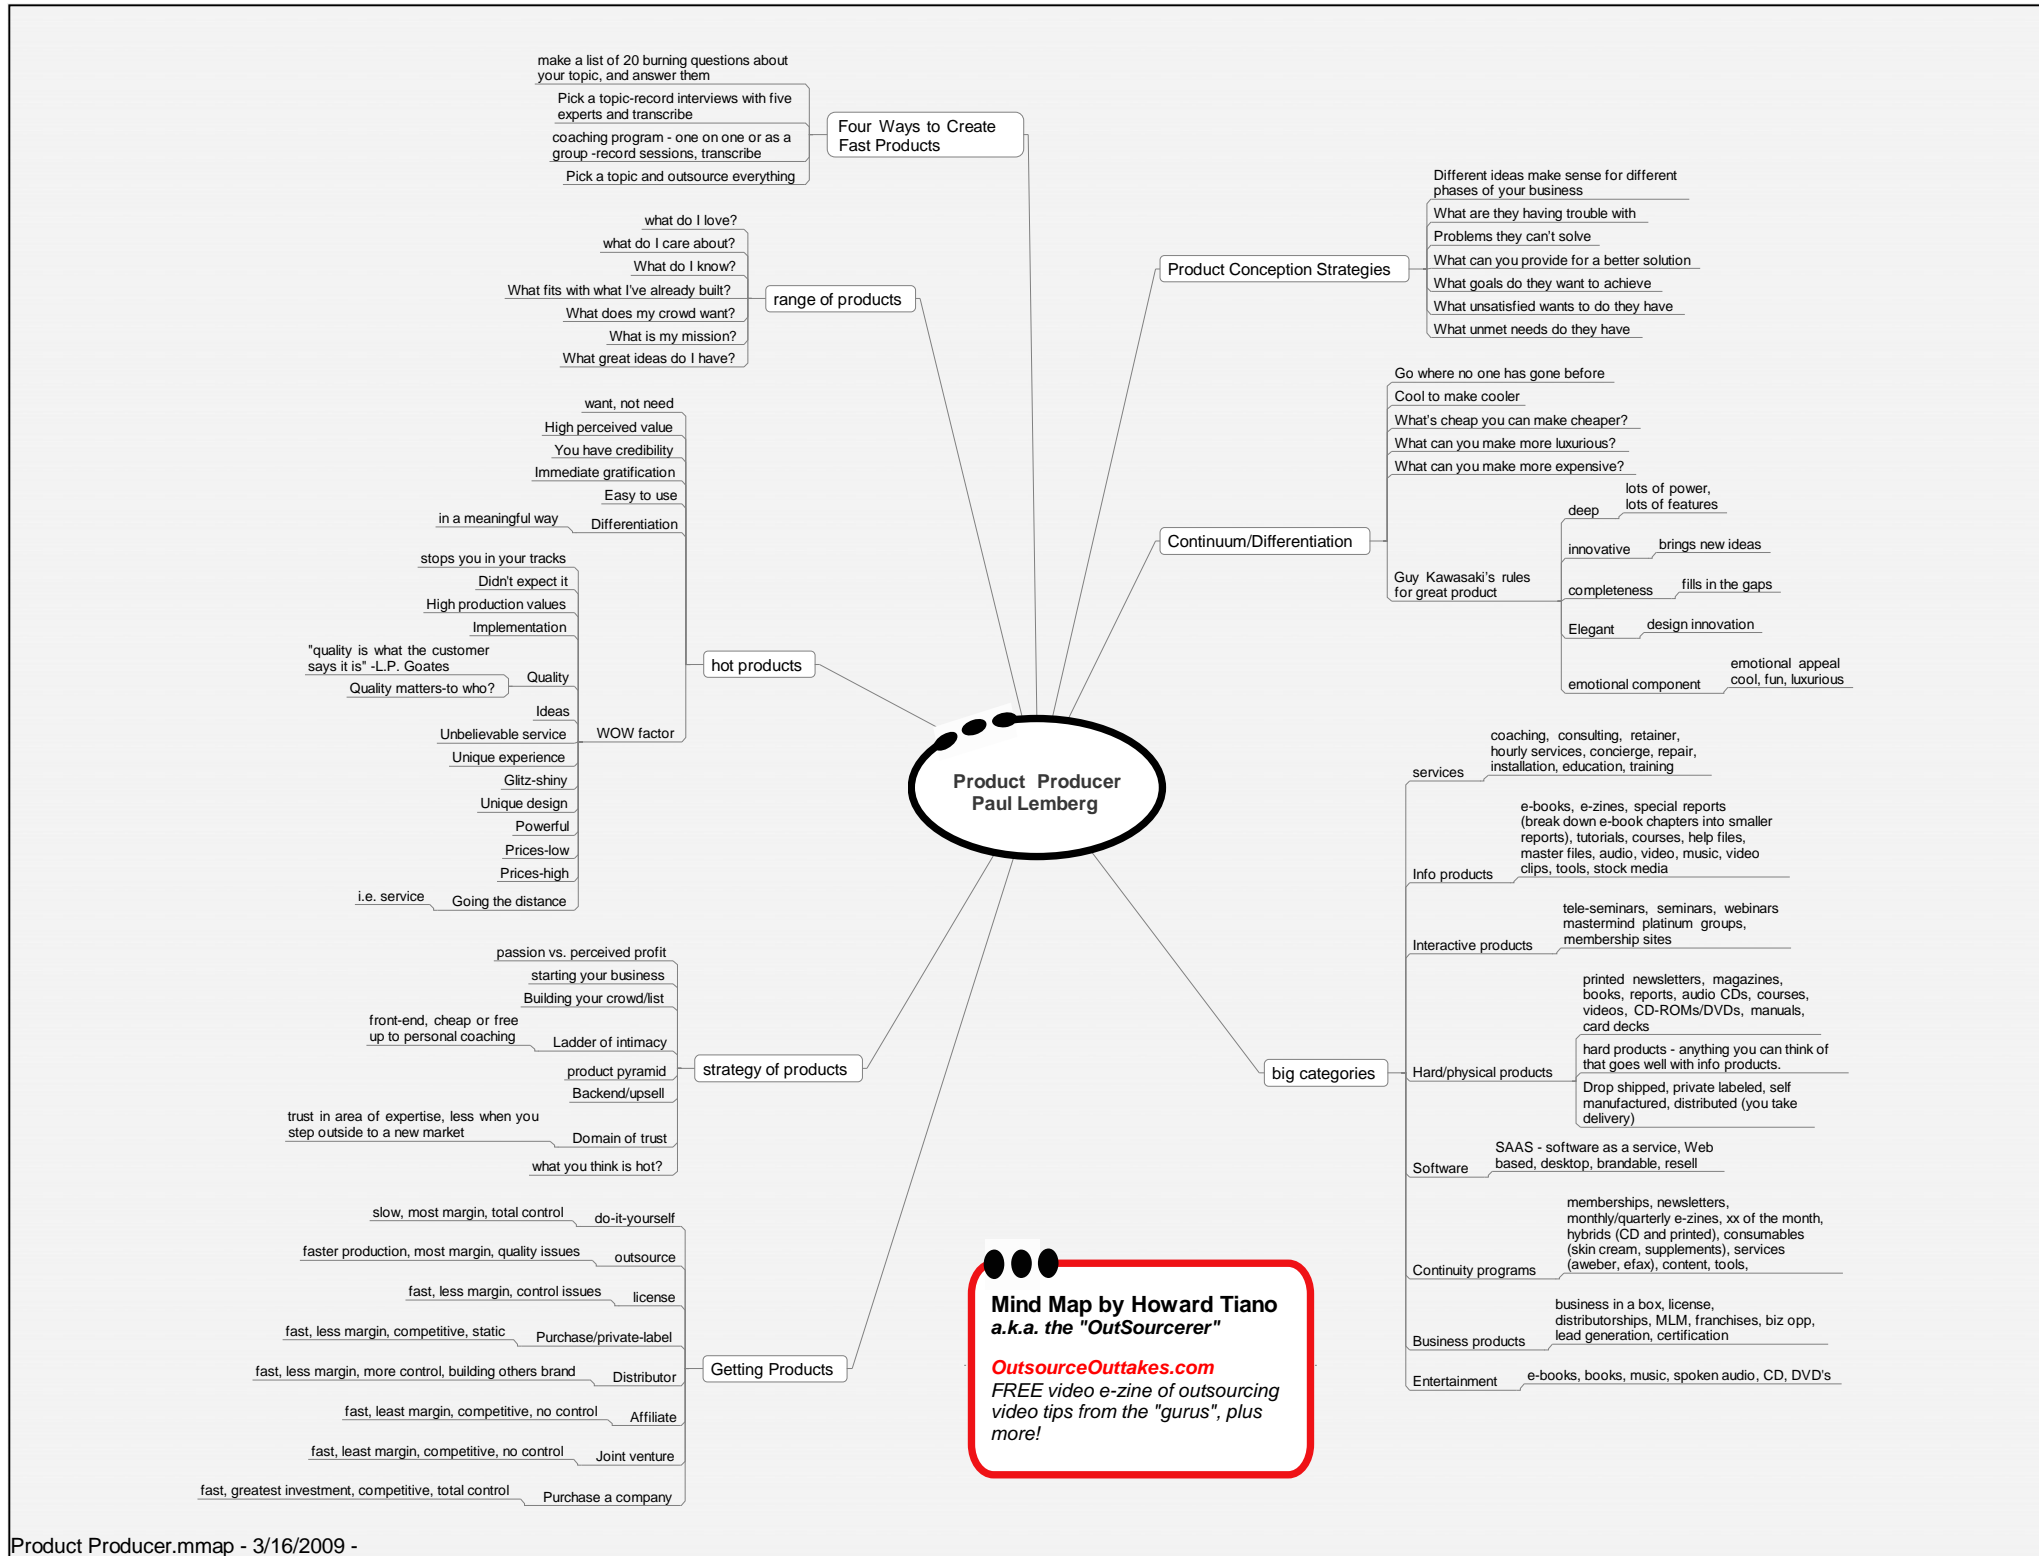 make a list of 20 burning questions about
your topic, and answer them
Pick a topic-record interviews with five
experts and transcribe
coaching program - one on one or as a
group -record sessions, transcribe
Pick a topic and outsource everything
Four Ways to Create
Fast Products
what do I love?
what do I care about?
What do I know?
What fits with what I've already built?
What does my crowd want?
What is my mission?
What great ideas do I have?
range of products
want, not need
High perceived value
You have credibility
Immediate gratification
Easy to use
in a meaningful way
Differentiation
stops you in your tracks
Didn't expect it
High production values
Implementation
"quality is what the customer
says it is" -L.P. Goates
Quality matters-to who?
Quality
Ideas
Unbelievable service
Unique experience
Glitz-shiny
Unique design
Powerful
Prices-low
Prices-high
i.e. service
Going the distance
WOW factor
hot products
passion vs. perceived profit
starting your business
Building your crowd/list
front-end, cheap or free
up to personal coaching
Ladder of intimacy
product pyramid
Backend/upsell
trust in area of expertise, less when you
step outside to a new market
Domain of trust
what you think is hot?
strategy of products
slow, most margin, total control
do-it-yourself
faster production, most margin, quality issues
outsource
fast, less margin, control issues
license
fast, less margin, competitive, static
Purchase/private-label
fast, less margin, more control, building others brand
Distributor
fast, least margin, competitive, no control
Affiliate
fast, least margin, competitive, no control
Joint venture
fast, greatest investment, competitive, total control
Purchase a company
Getting Products
Product Producer
Paul Lemberg
Product Conception Strategies
Different ideas make sense for different
phases of your business
What are they having trouble with
Problems they can't solve
What can you provide for a better solution
What goals do they want to achieve
What unsatisfied wants to do they have
What unmet needs do they have
Continuum/Differentiation
Go where no one has gone before
Cool to make cooler
What's cheap you can make cheaper?
What can you make more luxurious?
What can you make more expensive?
Guy Kawasaki's rules
for great product
deep
lots of power,
lots of features
innovative
brings new ideas
completeness
fills in the gaps
Elegant
design innovation
emotional component
emotional appeal
cool, fun, luxurious
big categories
services
coaching, consulting, retainer,
hourly services, concierge, repair,
installation, education, training
Info products
e-books, e-zines, special reports
(break down e-book chapters into smaller
reports), tutorials, courses, help files,
master files, audio, video, music, video
clips, tools, stock media
Interactive products
tele-seminars, seminars, webinars
mastermind platinum groups,
membership sites
Hard/physical products
printed newsletters, magazines,
books, reports, audio CDs, courses,
videos, CD-ROMs/DVDs, manuals,
card decks
hard products - anything you can think of
that goes well with info products.
Drop shipped, private labeled, self
manufactured, distributed (you take
delivery)
Software
SAAS - software as a service, Web
based, desktop, brandable, resell
Continuity programs
memberships, newsletters,
monthly/quarterly e-zines, xx of the month,
hybrids (CD and printed), consumables
(skin cream, supplements), services
(aweber, efax), content, tools,
Business products
business in a box, license,
distributorships, MLM, franchises, biz opp,
lead generation, certification
Entertainment
e-books, books, music, spoken audio, CD, DVD's
Mind Map by Howard Tiano
a.k.a. the "OutSourcerer"
OutsourceOuttakes.com
FREE video e-zine of outsourcing
video tips from the "gurus", plus
more!
Product Producer.mmap - 3/16/2009 -